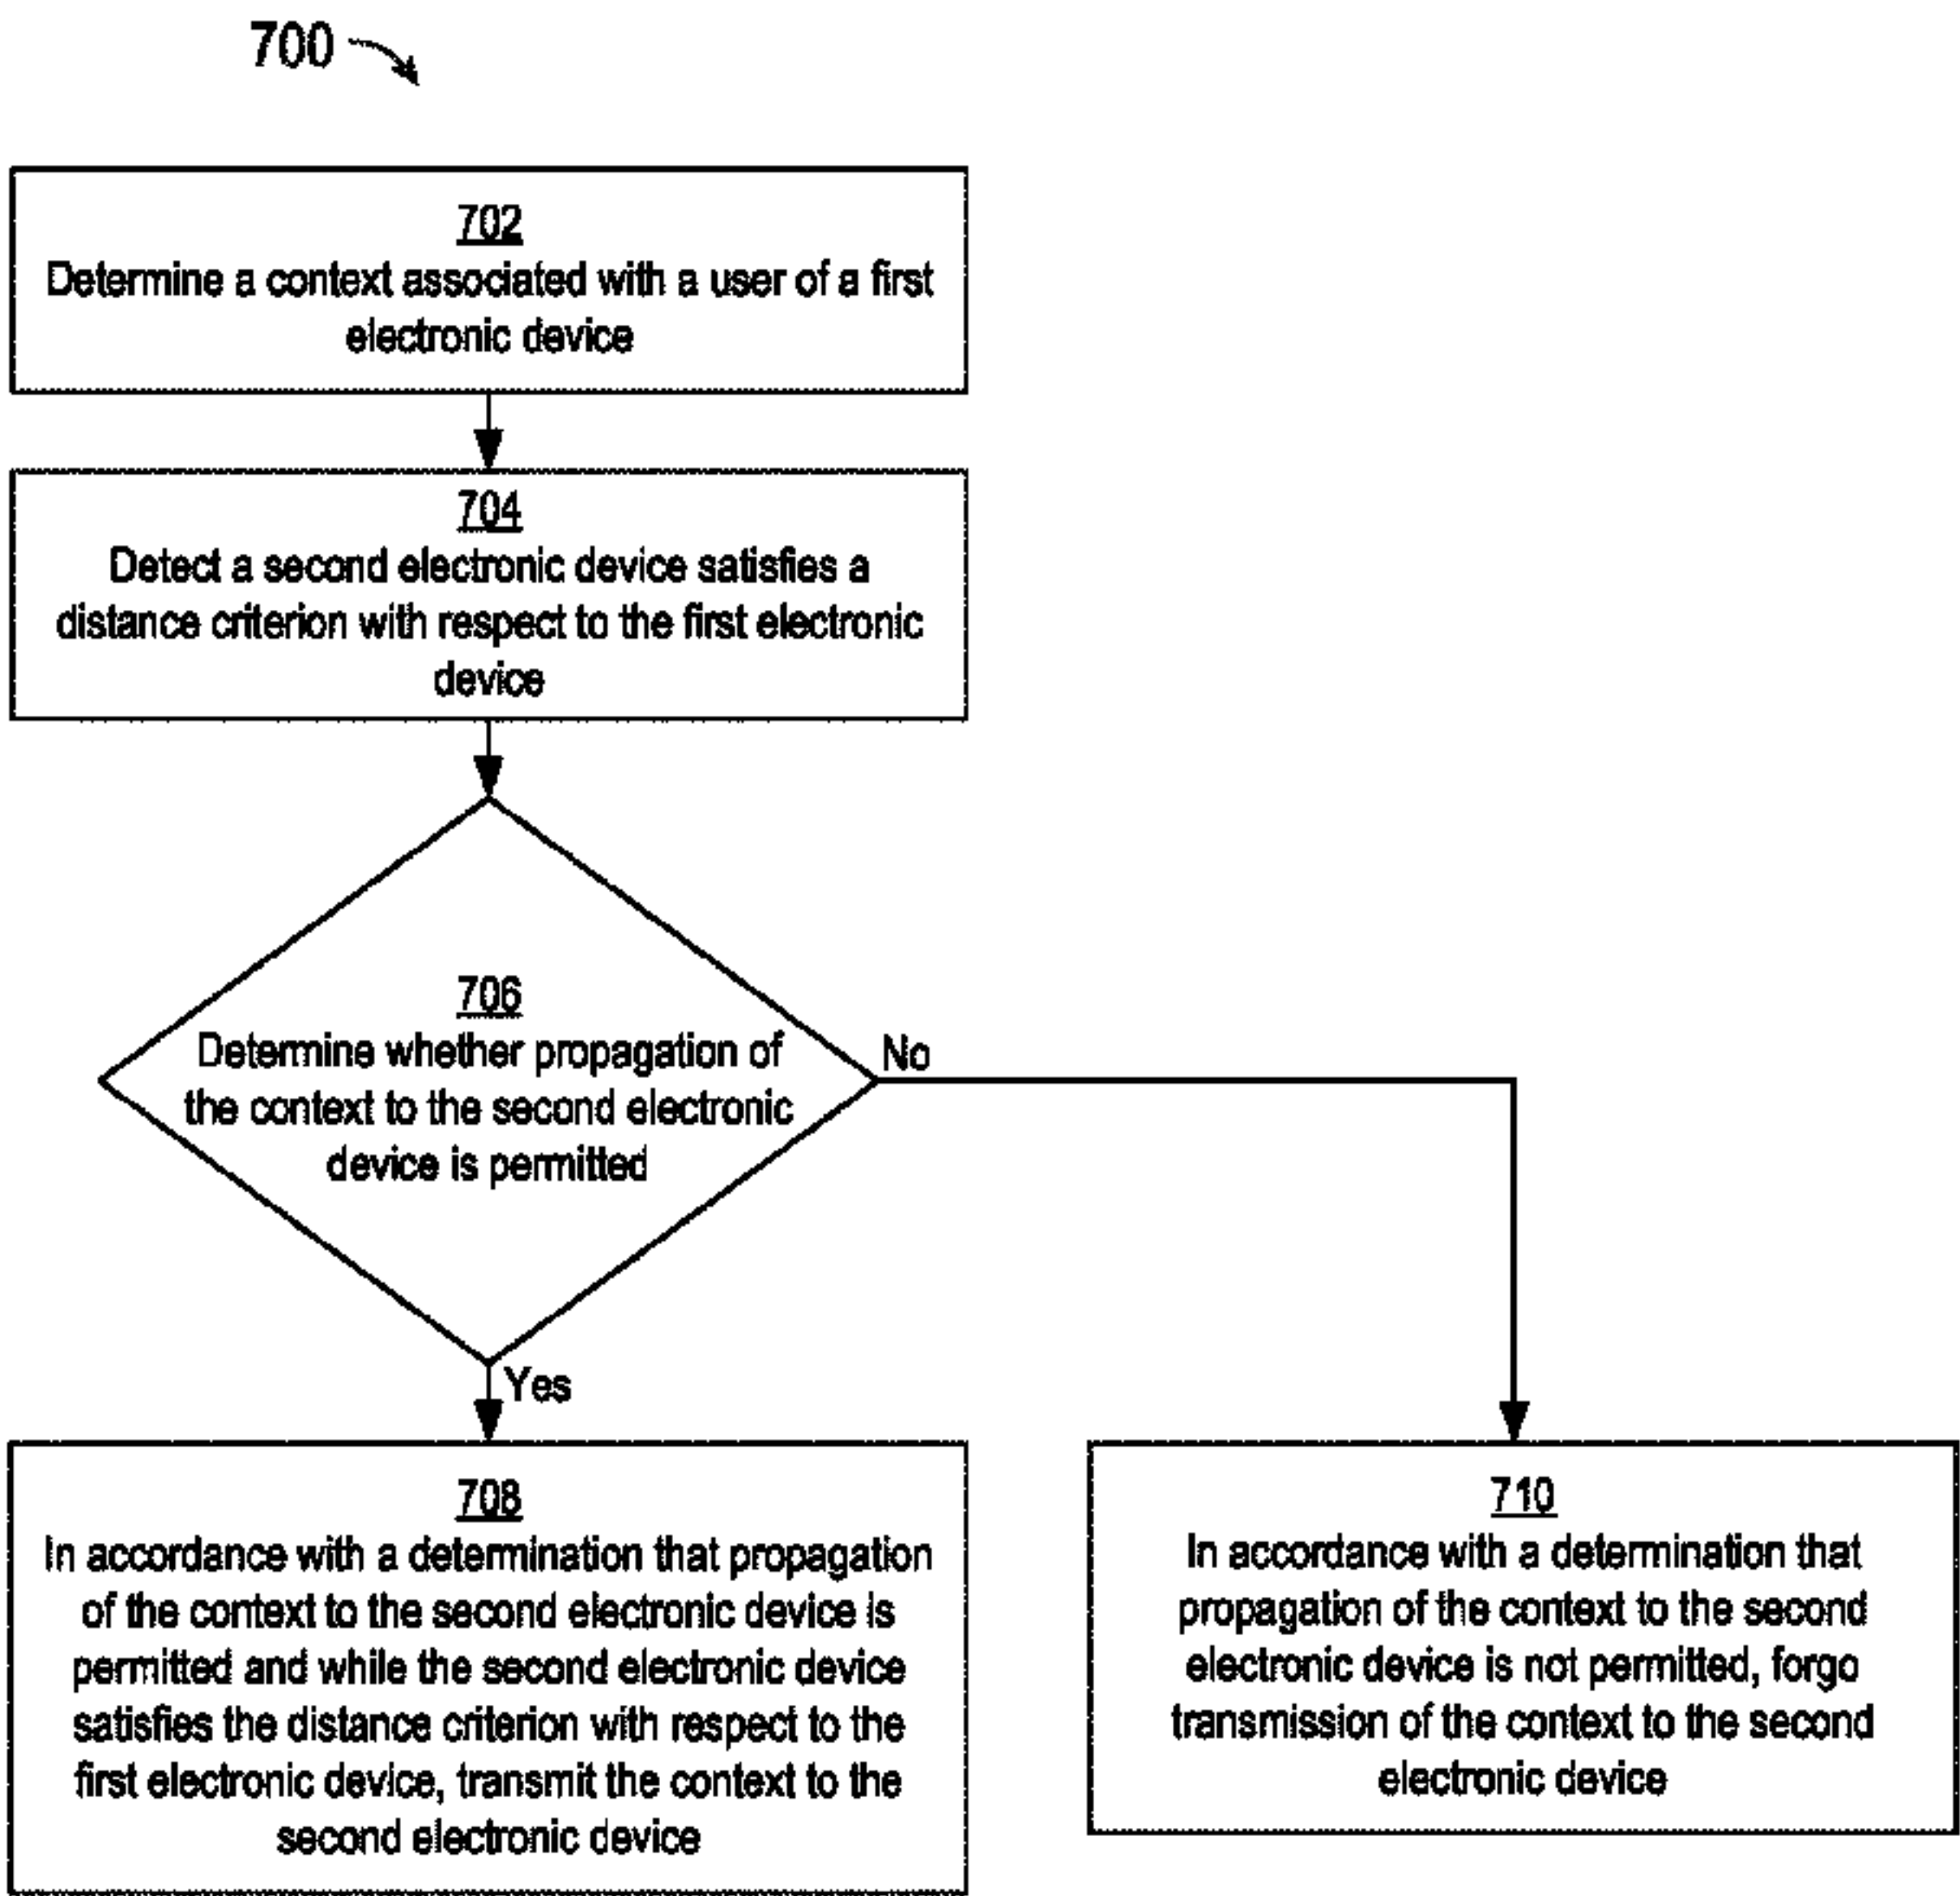 700
702
Determine a context associated with a user of a first
electronic device
704
Detect a second electronic device satisfies a
distance criterion with respect to the first electronic
device
706
Determine whether propagation of
the context to the second electronic
device is permitted
No
Yes
708
In accordance with a determination that propagation
of the context to the second electronic device is
permitted and while the second electronic device
satisfies the distance criterion with respect to the
first electronic device, transmit the context to the
second electronic device
710
In accordance with a determination that
propagation of the context to the second
electronic device is not permitted, forgo
transmission of the context to the second
electronic device